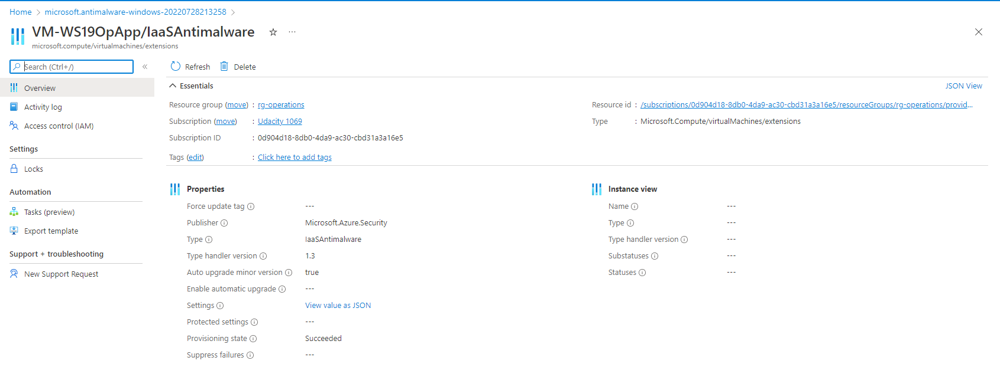 Home > microsoft.antimalware-windows-20220728213258 >
VM-WS19OpApp/IaaSAntimalware ☆ ...
microsoft.compute/virtualmachines/extensions
Search (Ctrl+/) «
Refresh Delete
Overview
Activity log
Access control (IAM)
Settings
Locks
Automation
Tasks (preview)
Export template
Support + troubleshooting
New Support Request
Essentials
JSON View
Resource group (move) : rg-operations
Subscription (move) : Udacity 1069
Subscription ID : 0d904d18-8db0-4da9-ac30-cbd31a3a16e5
Tags (edit) : Click here to add tags
Resource id : /subscriptions/0d904d18-8db0-4da9-ac30-cbd31a3a16e5/resourceGroups/rg-operations/provid...
Type : Microsoft.Compute/virtualMachines/extensions
Properties
Force update tag ---
Publisher Microsoft.Azure.Security
Type IaaSAntimalware
Type handler version 1.3
Auto upgrade minor version true
Enable automatic upgrade ---
Settings View value as JSON
Protected settings ---
Provisioning state Succeeded
Suppress failures ---
Instance view
Name ---
Type ---
Type handler version ---
Substatuses ---
Statuses ---